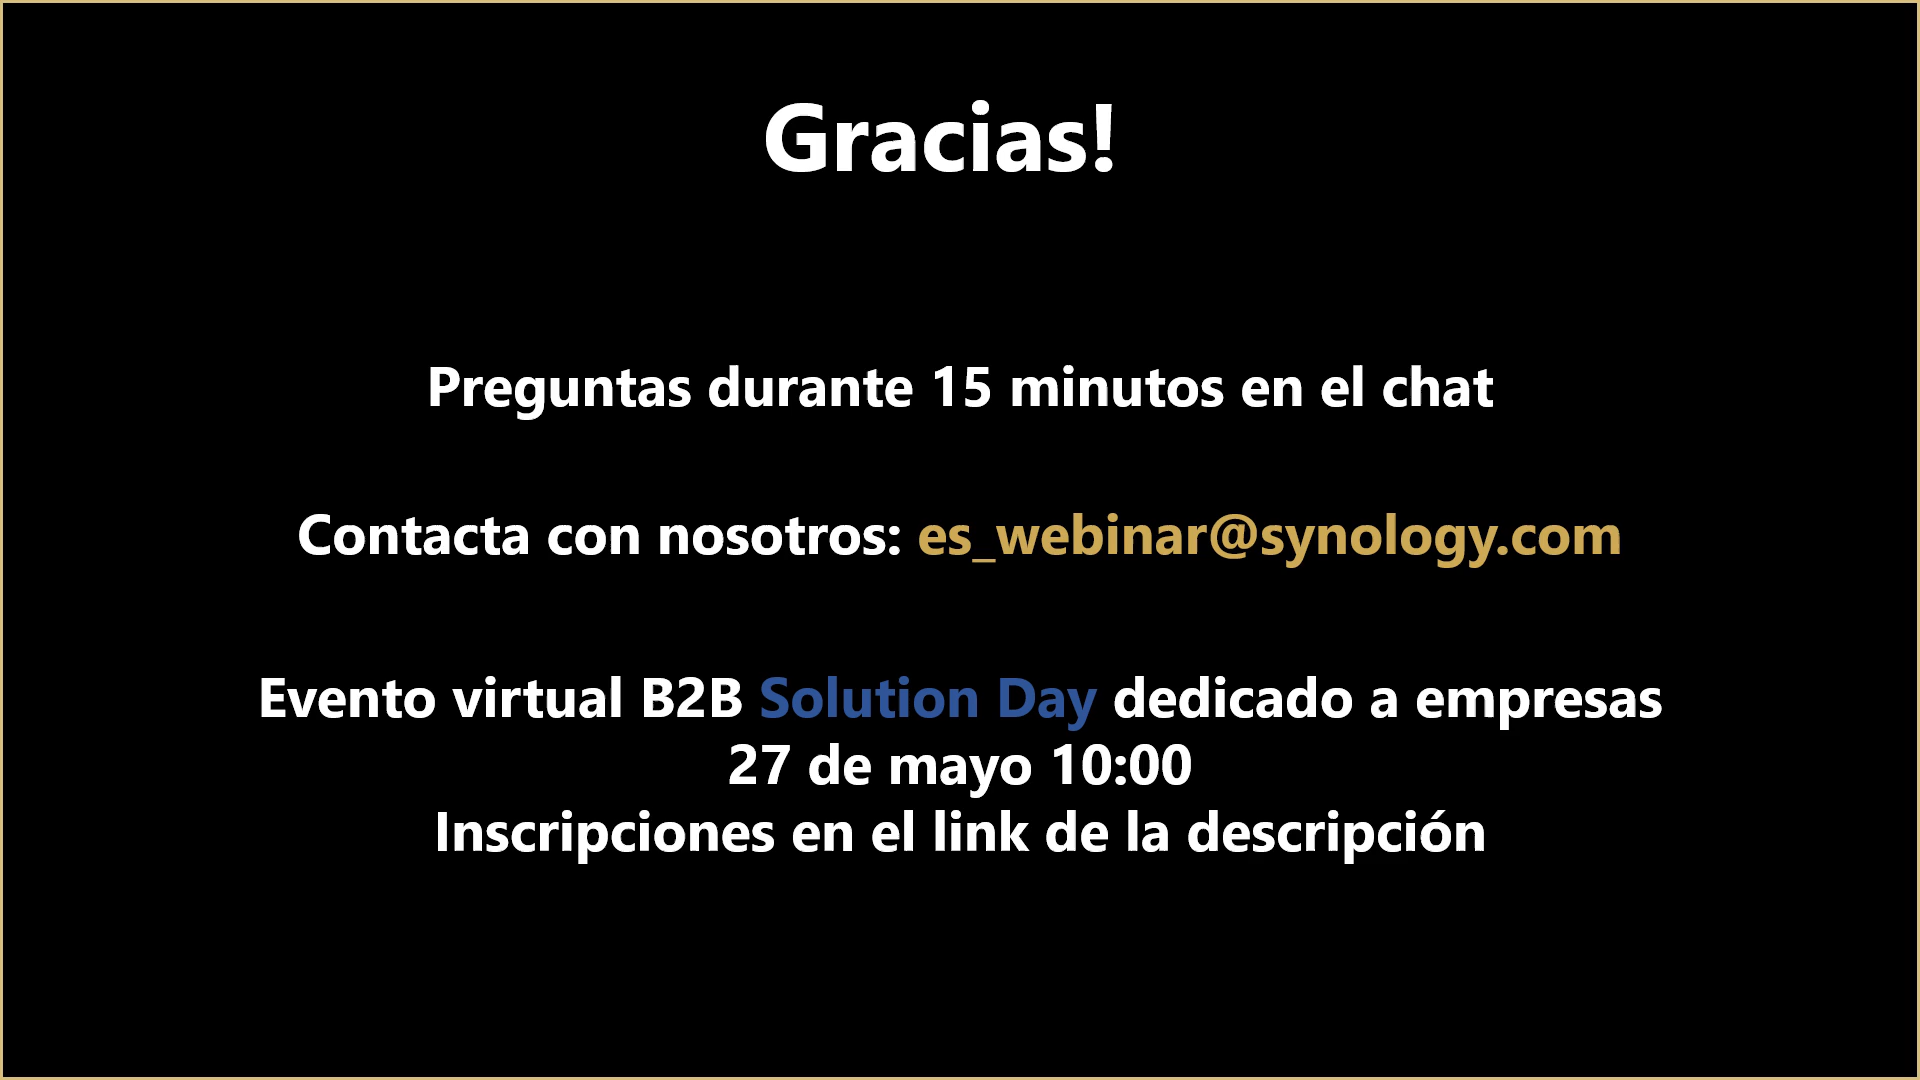 Gracias!
Preguntas durante 15 minutos en el chat
Contacta con nosotros: es_webinar@synology.com
Evento virtual B2B Solution Day dedicado a empresas
27 de mayo 10:00
Inscripciones en el link de la descripción